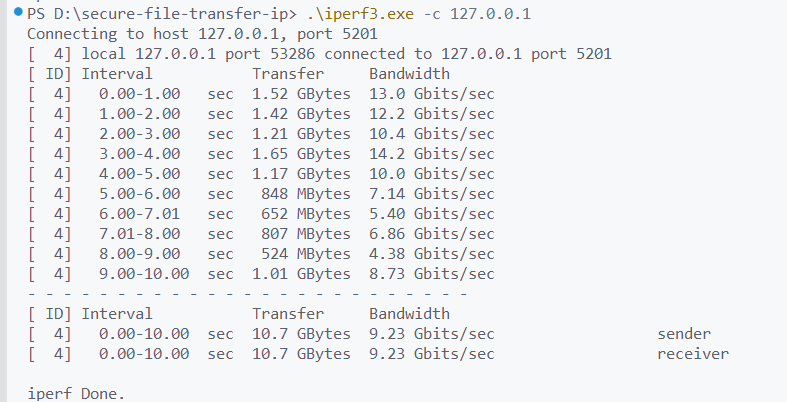 PS D:\secure-file-transfer-ip> .\iperf3.exe -c 127.0.0.1
Connecting to host 127.0.0.1, port 5201
[  4] local 127.0.0.1 port 53286 connected to 127.0.0.1 port 5201
[ ID] Interval           Transfer     Bandwidth
[  4]   0.00-1.00   sec  1.52 GBytes  13.0 Gbits/sec
[  4]   1.00-2.00   sec  1.42 GBytes  12.2 Gbits/sec
[  4]   2.00-3.00   sec  1.21 GBytes  10.4 Gbits/sec
[  4]   3.00-4.00   sec  1.65 GBytes  14.2 Gbits/sec
[  4]   4.00-5.00   sec  1.17 GBytes  10.0 Gbits/sec
[  4]   5.00-6.00   sec   848 MBytes  7.14 Gbits/sec
[  4]   6.00-7.01   sec   652 MBytes  5.40 Gbits/sec
[  4]   7.01-8.00   sec   807 MBytes  6.86 Gbits/sec
[  4]   8.00-9.00   sec   524 MBytes  4.38 Gbits/sec
[  4]   9.00-10.00  sec  1.01 GBytes  8.73 Gbits/sec
- - - - - - - - - - - - - - - - - - - - - - - - -
[ ID] Interval           Transfer     Bandwidth
[  4]   0.00-10.00  sec  10.7 GBytes  9.23 Gbits/sec                  sender
[  4]   0.00-10.00  sec  10.7 GBytes  9.23 Gbits/sec                  receiver
iperf Done.